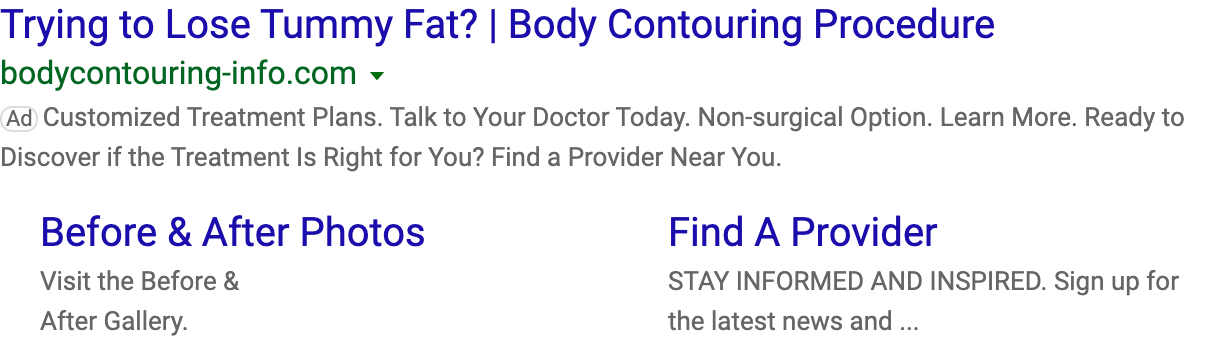 Trying to Lose Tummy Fat? | Body Contouring Procedure
bodycontouring-info.com
Ad Customized Treatment Plans. Talk to Your Doctor Today. Non-surgical Option. Learn More. Ready to
Discover if the Treatment Is Right for You? Find a Provider Near You.
Before & After Photos
Visit the Before &
After Gallery.
Find A Provider
STAY INFORMED AND INSPIRED. Sign up for
the latest news and ...